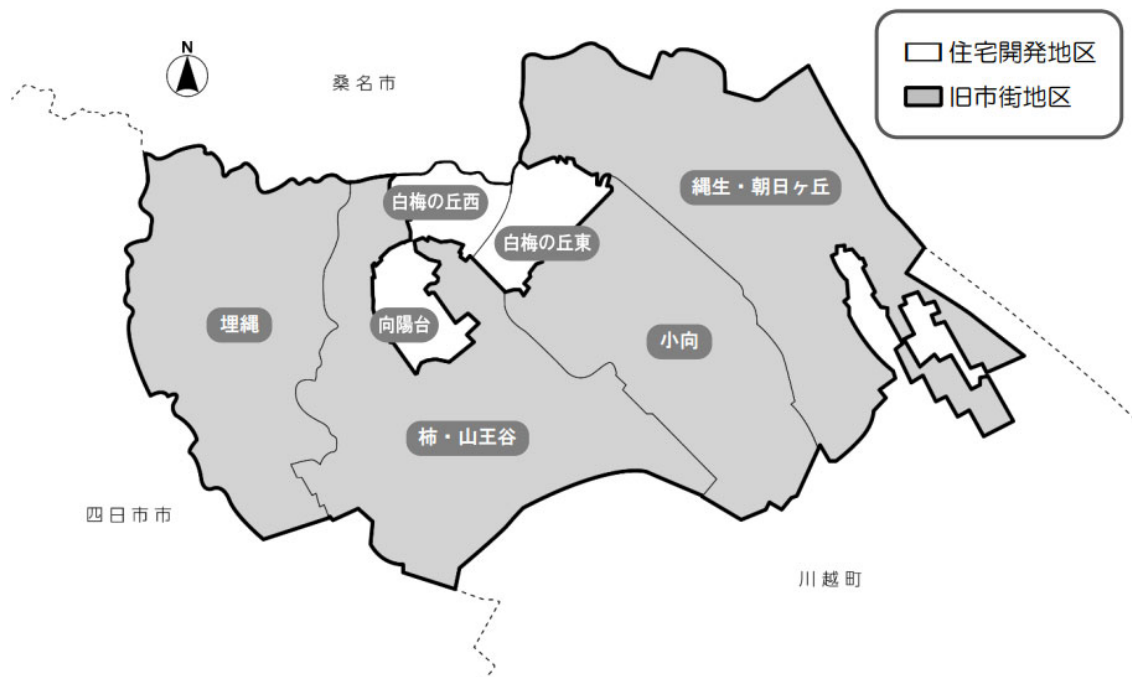 N
桑名市
住宅開発地区
旧市街地区
縄生・朝日ヶ丘
白梅の丘西
白梅の丘東
埋縄
向陽台
小向
柿・山王谷
四日市市
川越町